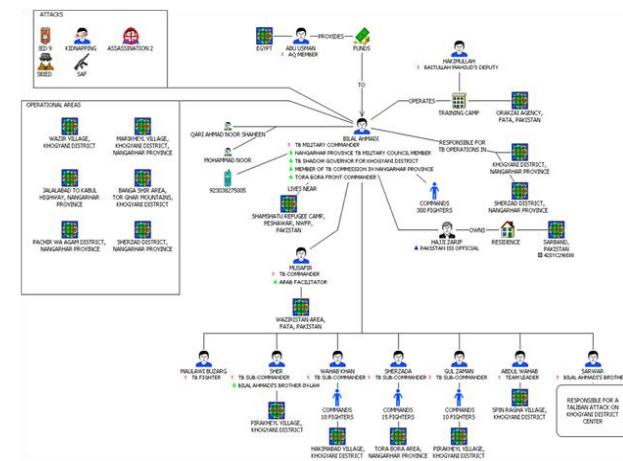 ATTACKS
IED 9
KIDNAPPING
ASSASSINATION 2
SBIED
SAF
OPERATIONAL AREAS
WAZIR VILLAGE,
KHOGYANI DISTRICT
MARIKHEYL VILLAGE,
KHOGYANI DISTRICT,
NANGARHAR PROVINCE
JALALABAD TO KABUL
HIGHWAY, NANGARHAR
PROVINCE
BANGA SHIR AREA,
TOR GHAR MOUNTAINS,
KHOGYANI DISTRICT
PACHIR WA AGAM DISTRICT,
NANGARHAR PROVINCE
SHERZAD DISTRICT,
NANGARHAR PROVINCE
EGYPT
ABU USMAN
AQ MEMBER
PROVIDES
FUNDS
TO
HAKIMULLAH
BAITULLAH MAHSUD'S DEPUTY
OPERATES
TRAINING CAMP
ORAKZAI AGENCY,
FATA, PAKISTAN
QARI AHMAD NOOR SHAHEEN
MOHAMMAD NOOR
923038275005
BILAL AHMADI
TB MILITARY COMMANDER
NANGARHAR PROVINCE TB MILITARY COUNCIL MEMBER
TB SHADOW GOVERNOR FOR KHOGYANI DISTRICT
MEMBER OF TB COMMISSION IN NANGARHAR PROVINCE
TORA BORA FRONT COMMANDER
RESPONSIBLE FOR
TB OPERATIONS IN
KHOGYANI DISTRICT,
NANGARHAR PROVINCE
SHERZAD DISTRICT,
NANGARHAR PROVINCE
LIVES NEAR
SHAMSHATU REFUGEE CAMP,
PESHAWAR, NWFP,
PAKISTAN
COMMANDS
300 FIGHTERS
HAJJI ZARIF
PAKISTAN ISI OFFICIAL
OWNS
RESIDENCE
SARBAND,
PAKISTAN
MUSAFIR
TB COMMANDER
ARAB FACILITATOR
WAZIRISTAN AREA,
FATA, PAKISTAN
MAULAWI BUZARG
TB FIGHTER
SHER
TB SUB-COMMANDER
BILAL AHMADI'S BROTHER-IN-LAW
PIRAKHEYL VILLAGE,
KHOGYANI DISTRICT
WAHAB KHAN
TB SUB-COMMANDER
COMMANDS
10 FIGHTERS
HAKIMABAD VILLAGE,
KHOGYANI DISTRICT
SHERZADA
TB SUB-COMMANDER
COMMANDS
15 FIGHTERS
TORA BORA AREA,
NANGARHAR PROVINCE
GUL ZAMAN
TB SUB-COMMANDER
COMMANDS
10 FIGHTERS
PIRAKHEYL VILLAGE,
KHOGYANI DISTRICT
ABDUL WAHAB
TEAM LEADER
SPIN RAGHA VILLAGE,
KHOGYANI DISTRICT
SARWAR
BILAL AHMADI'S BROTHE
RESPONSIBLE FOR A
TALIBAN ATTACK ON
KHOGYANI DISTRICT
CENTER